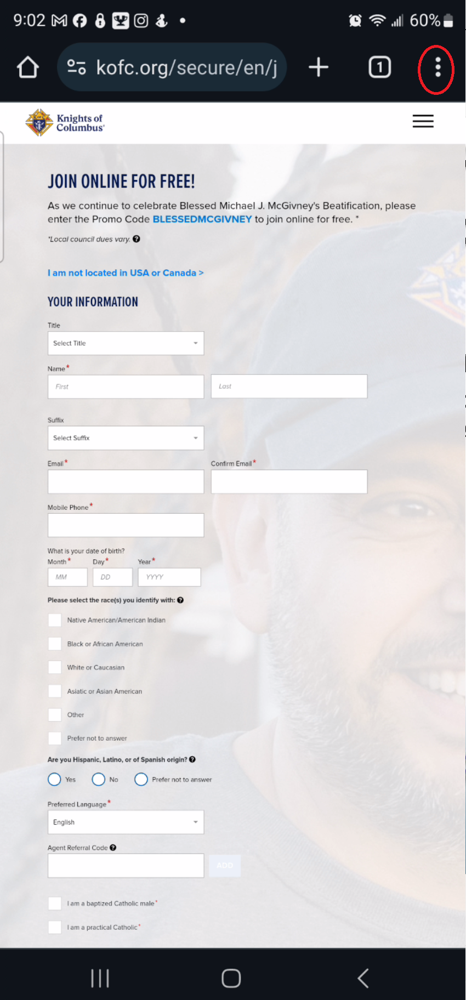 9:02
60%
kofc.org/secure/en/j
1
Knights of
Columbus®
JOIN ONLINE FOR FREE!
As we continue to celebrate Blessed Michael J. McGivney's Beatification, please
enter the Promo Code BLESSEDMCGIVNEY to join online for free. *
*Local council dues vary. ?
I am not located in USA or Canada >
YOUR INFORMATION
Title
Select Title
Name*
First Last
Suffix
Select Suffix
Email* Confirm Email*
Mobile Phone*
What is your date of birth?
Month* Day* Year*
MM DD YYYY
Please select the race(s) you identify with: ?
Native American/American Indian
Black or African American
White or Caucasian
Asiatic or Asian American
Other
Prefer not to answer
Are you Hispanic, Latino, or of Spanish origin? ?
Yes No Prefer not to answer
Preferred Language*
English
Agent Referral Code ?
ADD
I am a baptized Catholic male*
I am a practical Catholic*